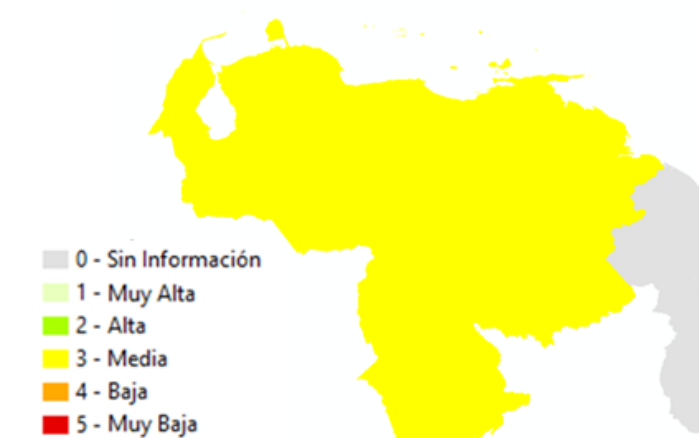 0 - Sin Información
1 - Muy Alta
2 - Alta
3 - Media
4 - Baja
5 - Muy Baja